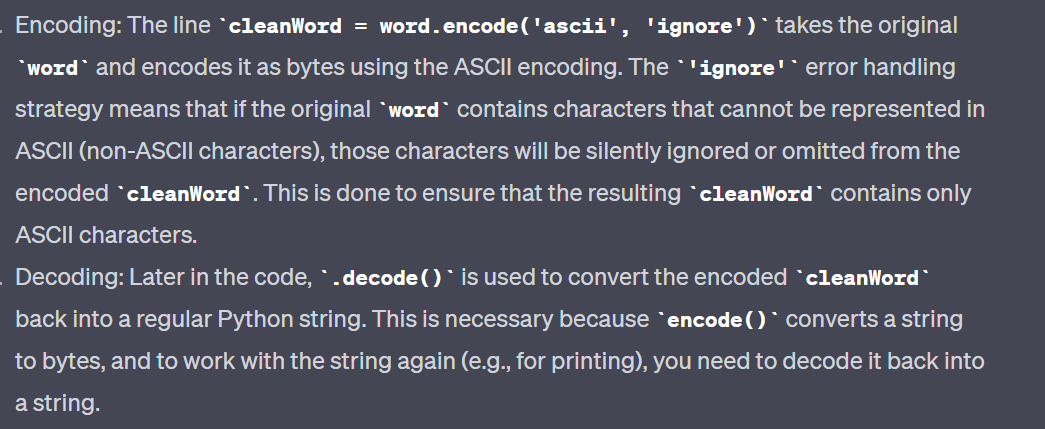 . Encoding: The line `cleanWord = word.encode('ascii', 'ignore')` takes the original
`word` and encodes it as bytes using the ASCII encoding. The `'ignore'` error handling
strategy means that if the original `word` contains characters that cannot be represented in
ASCII (non-ASCII characters), those characters will be silently ignored or omitted from the
encoded `cleanWord`. This is done to ensure that the resulting `cleanWord` contains only
ASCII characters.
. Decoding: Later in the code, `.decode()` is used to convert the encoded `cleanWord`
back into a regular Python string. This is necessary because `encode()` converts a string
to bytes, and to work with the string again (e.g., for printing), you need to decode it back into
a string.